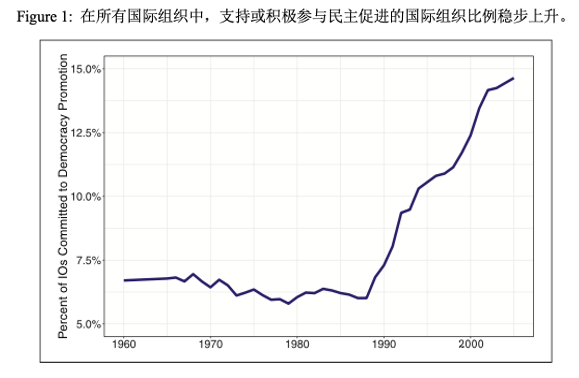 Figure 1: 在所有国际组织中，支持或积极参与民主促进的国际组织比例稳步上升。
Percent of IOs Committed to Democracy Promotion
15.0%
12.5%
10.0%
7.5%
5.0%
1960 1970 1980 1990 2000